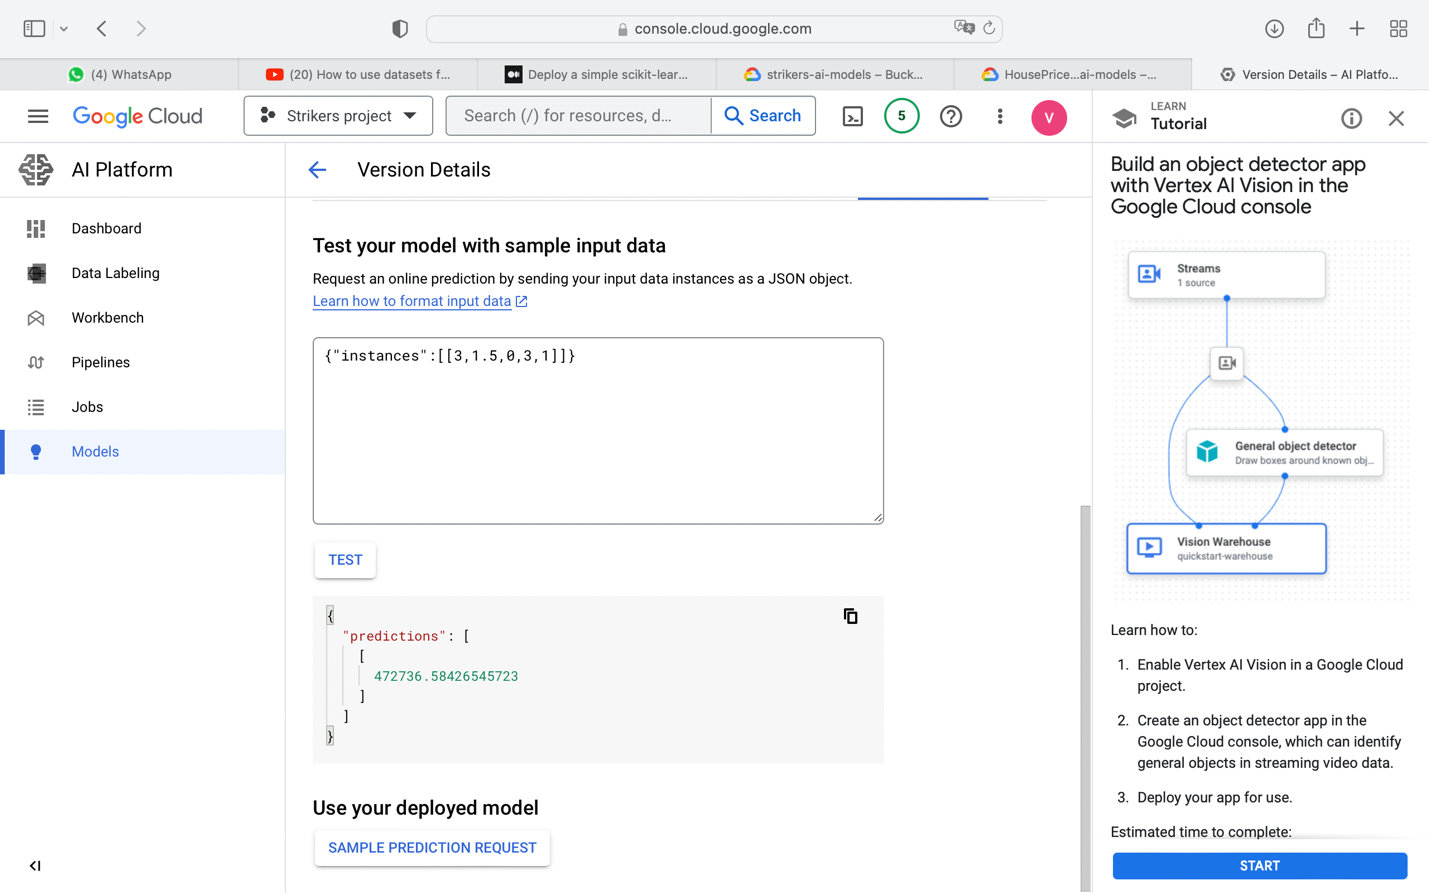 console.cloud.google.com
(4) WhatsApp
(20) How to use datasets f...
Deploy a simple scikit-lear...
strikers-ai-models – Buck...
HousePrice...ai-models –...
Version Details – AI Platfo...
Google Cloud
Strikers project
Search (/) for resources, d...
Search
5
V
LEARN
Tutorial
AI Platform
Dashboard
Data Labeling
Workbench
Pipelines
Jobs
Models
Version Details
Test your model with sample input data
Request an online prediction by sending your input data instances as a JSON object.
Learn how to format input data
{"instances":[[3,1.5,0,3,1]]}
TEST
{
"predictions": [
[
472736.58426545723
]
]
}
Use your deployed model
SAMPLE PREDICTION REQUEST
Build an object detector app
with Vertex AI Vision in the
Google Cloud console
Streams
1 source
General object detector
Draw boxes around known obj...
Vision Warehouse
quickstart-warehouse
Learn how to:
1. Enable Vertex AI Vision in a Google Cloud
project.
2. Create an object detector app in the
Google Cloud console, which can identify
general objects in streaming video data.
3. Deploy your app for use.
Estimated time to complete:
START